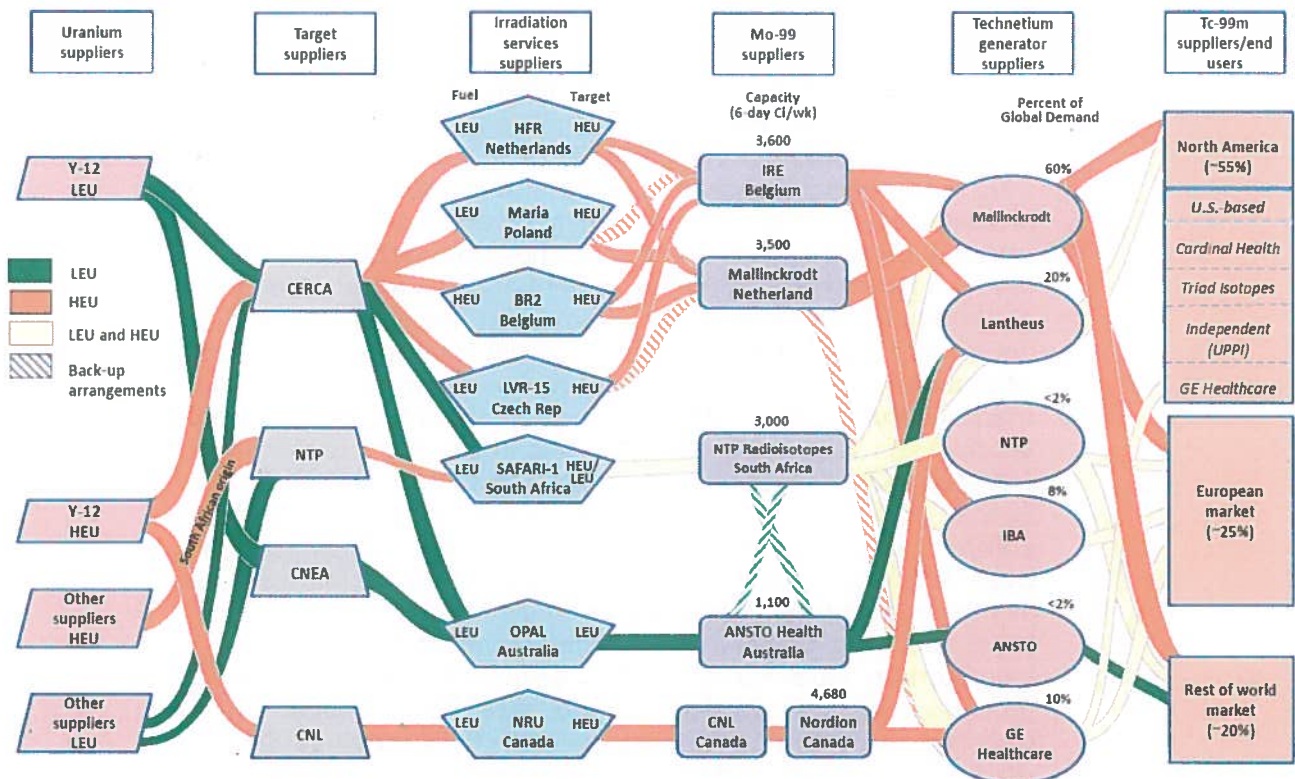 Uranium
suppliers
Target
suppliers
Irradiation
services
suppliers
Mo-99
suppliers
Technetium
generator
suppliers
Tc-99m
suppliers/end
users
Fuel
Target
Capacity
(6-day Ci/wk)
Percent of
Global Demand
Y-12
LEU
LEU
HEU
LEU and HEU
Back-up
arrangements
Y-12
HEU
Other
suppliers
HEU
Other
suppliers
LEU
South African origin
CERCA
NTP
CNEA
CNL
LEU
HFR
Netherlands
HEU
LEU
Maria
Poland
HEU
HEU
BR2
Belgium
HEU
LEU
LVR-15
Czech Rep
HEU
LEU
SAFARI-1
South Africa
HEU/
LEU
LEU
OPAL
Australia
LEU
LEU
NRU
Canada
HEU
3,600
IRE
Belgium
3,500
Mallinckrodt
Netherland
3,000
NTP Radioisotopes
South Africa
1,100
ANSTO Health
Australia
CNL
Canada
4,680
Nordion
Canada
60%
Mallinckrodt
20%
Lantheus
<2%
NTP
8%
IBA
<2%
ANSTO
10%
GE
Healthcare
North America
(~55%)
U.S.-based
Cardinal Health
Triad Isotopes
Independent
(UPPI)
GE Healthcare
European
market
(~25%)
Rest of world
market
(~20%)